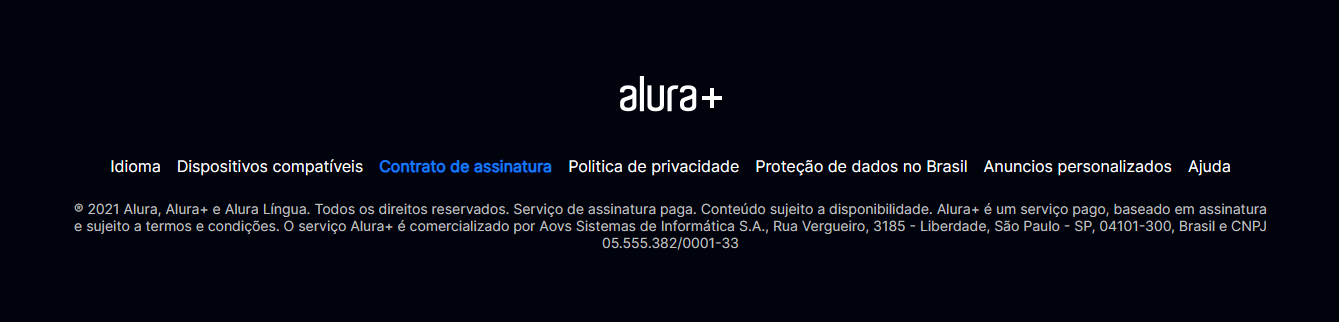 alura+
Idioma Dispositivos compatíveis Contrato de assinatura Politica de privacidade Proteção de dados no Brasil Anuncios personalizados Ajuda
® 2021 Alura, Alura+ e Alura Língua. Todos os direitos reservados. Serviço de assinatura paga. Conteúdo sujeito a disponibilidade. Alura+ é um serviço pago, baseado em assinatura
e sujeito a termos e condições. O serviço Alura+ é comercializado por Aovs Sistemas de Informática S.A., Rua Vergueiro, 3185 - Liberdade, São Paulo - SP, 04101-300, Brasil e CNPJ
05.555.382/0001-33